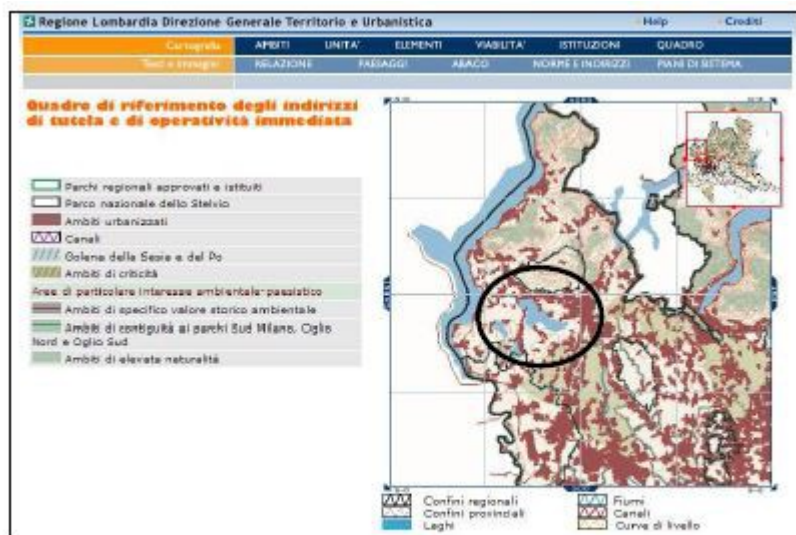 Regione Lombardia Direzione Generale Territorio e Urbanistica
Help
Crediti
Cartografia
AMBITI
UNITA'
ELEMENTI
VIABILITA'
ISTITUZIONI
QUADRO
Testi e immagini
RELAZIONE
PAESAGGI
ABACO
NORME E INDIRIZZI
PIANI DI SISTEMA
Quadro di riferimento degli indirizzi
di tutela e di operatività immediata
Parchi regionali approvati e istituiti
Parco nazionale dello Stelvio
Ambiti urbanizzati
Canali
Golena della Sesia e del Po
Ambiti di criticità
Aree di particolare interesse ambientale-paesistico
Ambiti di specifico valore storico ambientale
Ambiti di contiguità ai parchi Sud Milano, Oglio
Nord e Oglio Sud
Ambiti di elevata naturalità
Confini regionali
Confini provinciali
Laghi
Fiumi
Canali
Curve di livello